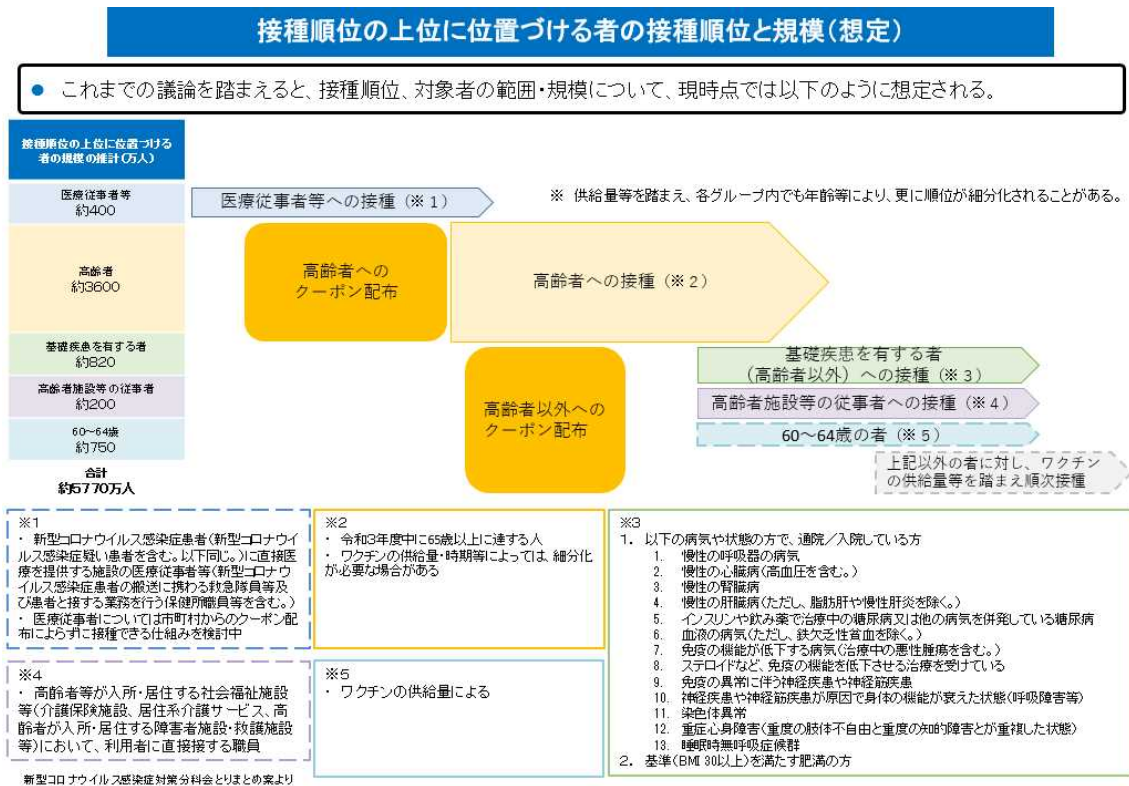 接種順位の上位に位置づける者の接種順位と規模(想定)
● これまでの議論を踏まえると、接種順位、対象者の範囲・規模について、現時点では以下のように想定される。
接種順位の上位に位置づける
者の規模の推計(万人)
医療従事者等
約400
医療従事者等への接種（※1）
※ 供給量等を踏まえ、各グループ内でも年齢等により、更に順位が細分化されることがある。
高齢者
約3600
高齢者への
クーポン配布
高齢者への接種（※2）
基礎疾患を有する者
約820
高齢者施設等の従事者
約200
60～64歳
約750
合計
約5770万人
高齢者以外への
クーポン配布
基礎疾患を有する者
(高齢者以外）への接種（※3）
高齢者施設等の従事者への接種（※4）
60～64歳の者（※5）
上記以外の者に対し、ワクチン
の供給量等を踏まえ順次接種
※1
・ 新型コロナウイルス感染症患者(新型コロナウイ
ルス感染症疑い患者を含む。以下同じ。)に直接医
療を提供する施設の医療従事者等(新型コロナウ
イルス感染症患者の搬送に携わる救急隊員等及
び患者と接する業務を行う保健所職員等を含む。)
・ 医療従事者については市町村からのクーポン配
布によらずに接種できる仕組みを検討中
※2
・ 令和3年度中に65歳以上に達する人
・ ワクチンの供給量・時期等によっては、細分化
が必要な場合がある
※3
1. 以下の病気や状態の方で、通院／入院している方
1. 慢性の呼吸器の病気
2. 慢性の心臓病(高血圧を含む。)
3. 慢性の腎臓病
4. 慢性の肝臓病(ただし、脂肪肝や慢性肝炎を除く。)
5. インスリンや飲み薬で治療中の糖尿病又は他の病気を併発している糖尿病
6. 血液の病気(ただし、鉄欠乏性貧血を除く。)
7. 免疫の機能が低下する病気(治療中の悪性腫瘍を含む。)
8. ステロイドなど、免疫の機能を低下させる治療を受けている
9. 免疫の異常に伴う神経疾患や神経筋疾患
10. 神経疾患や神経筋疾患が原因で身体の機能が衰えた状態(呼吸障害等)
11. 染色体異常
12. 重症心身障害(重度の肢体不自由と重度の知的障害とが重複した状態)
13. 睡眠時無呼吸症候群
2. 基準(BMI 30以上)を満たす肥満の方
※4
・ 高齢者等が入所・居住する社会福祉施設
等(介護保険施設、居住系介護サービス、高
齢者が入所・居住する障害者施設・救護施設
等)において、利用者に直接接する職員
※5
・ ワクチンの供給量による
新型コロナウイルス感染症対策分科会とりまとめ案より